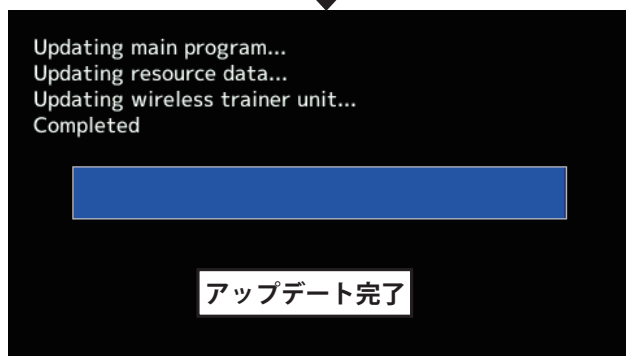 Updating main program...
Updating resource data...
Updating wireless trainer unit...
Completed
アップデート完了